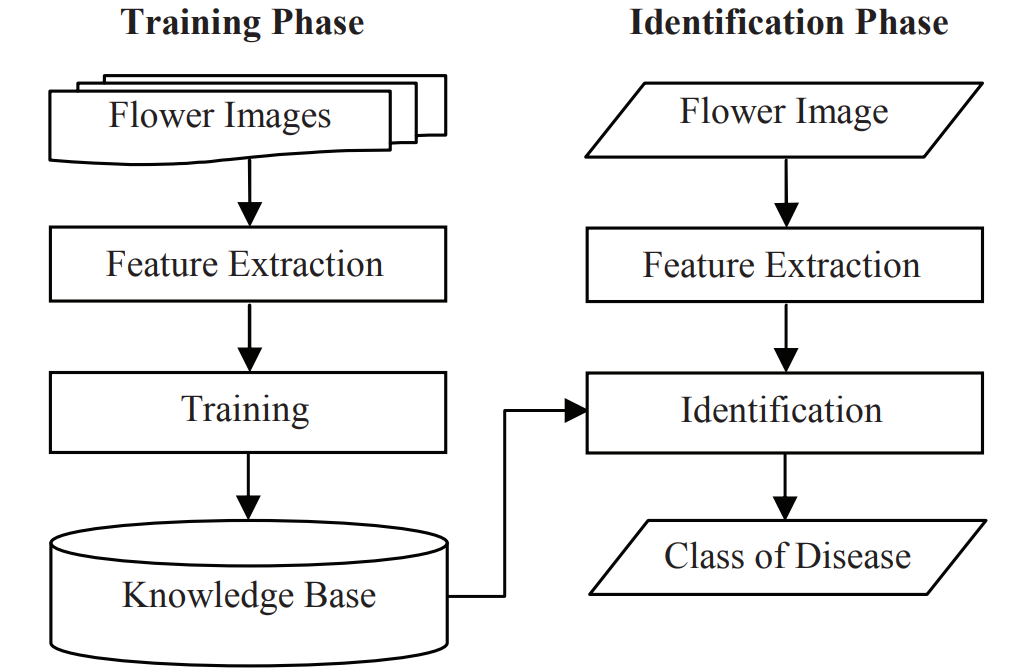 Training Phase
Flower Images
Feature Extraction
Training
Knowledge Base
Identification Phase
Flower Image
Feature Extraction
Identification
Class of Disease